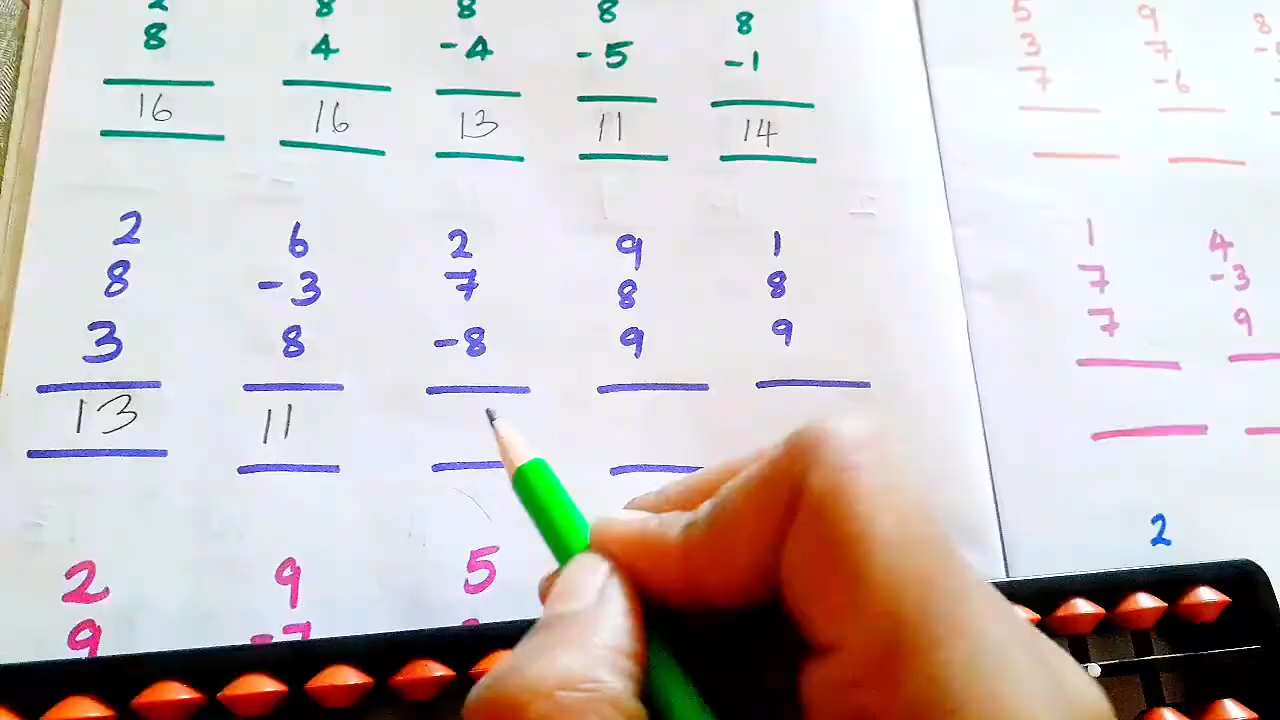 2 8 8 8 8
8 4 -4 -5 -1
16 16 13 11 14
2 6 2 9 1
8 -3 7 8 8
3 8 -8 9 9
13 11
2 9 5
9 -7
5 9 8
3 7
7 -6
1 4
7 -3
7 9
2